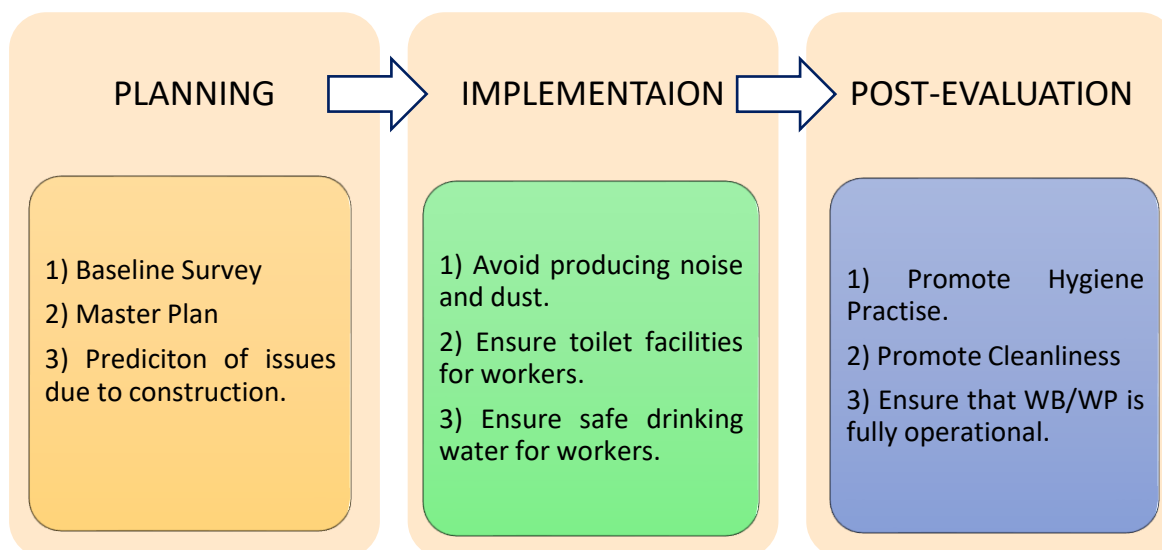 PLANNING
IMPLEMENTAION
POST-EVALUATION
1) Baseline Survey
2) Master Plan
3) Prediciton of issues
due to construction.
1) Avoid producing noise
and dust.
2) Ensure toilet facilities
for workers.
3) Ensure safe drinking
water for workers.
1) Promote Hygiene
Practise.
2) Promote Cleanliness
3) Ensure that WB/WP is
fully operational.